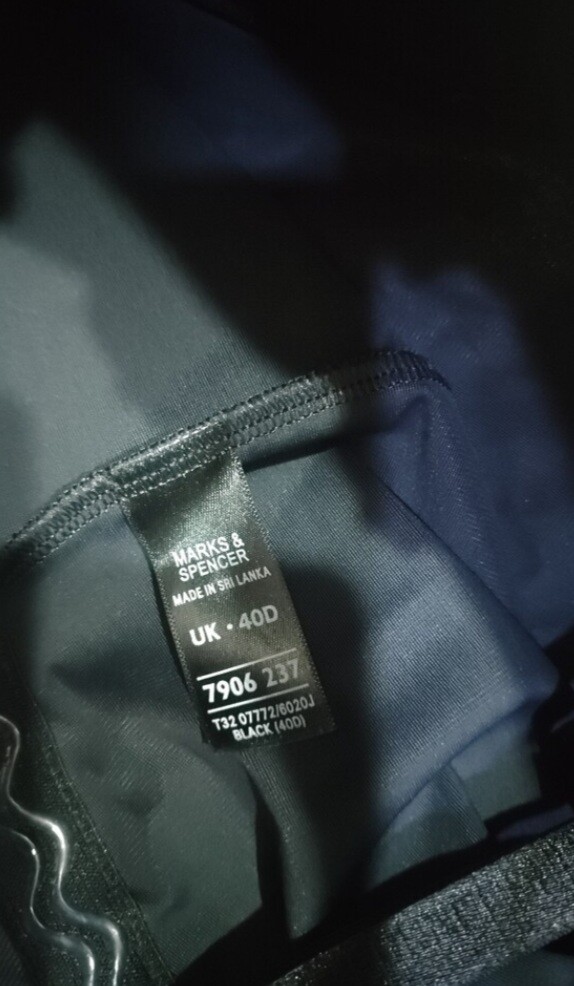 MARKS &
SPENCER
MADE IN SRI LANKA
UK · 40D
7906 237
T32 07772/6020J
BLACK (40D)